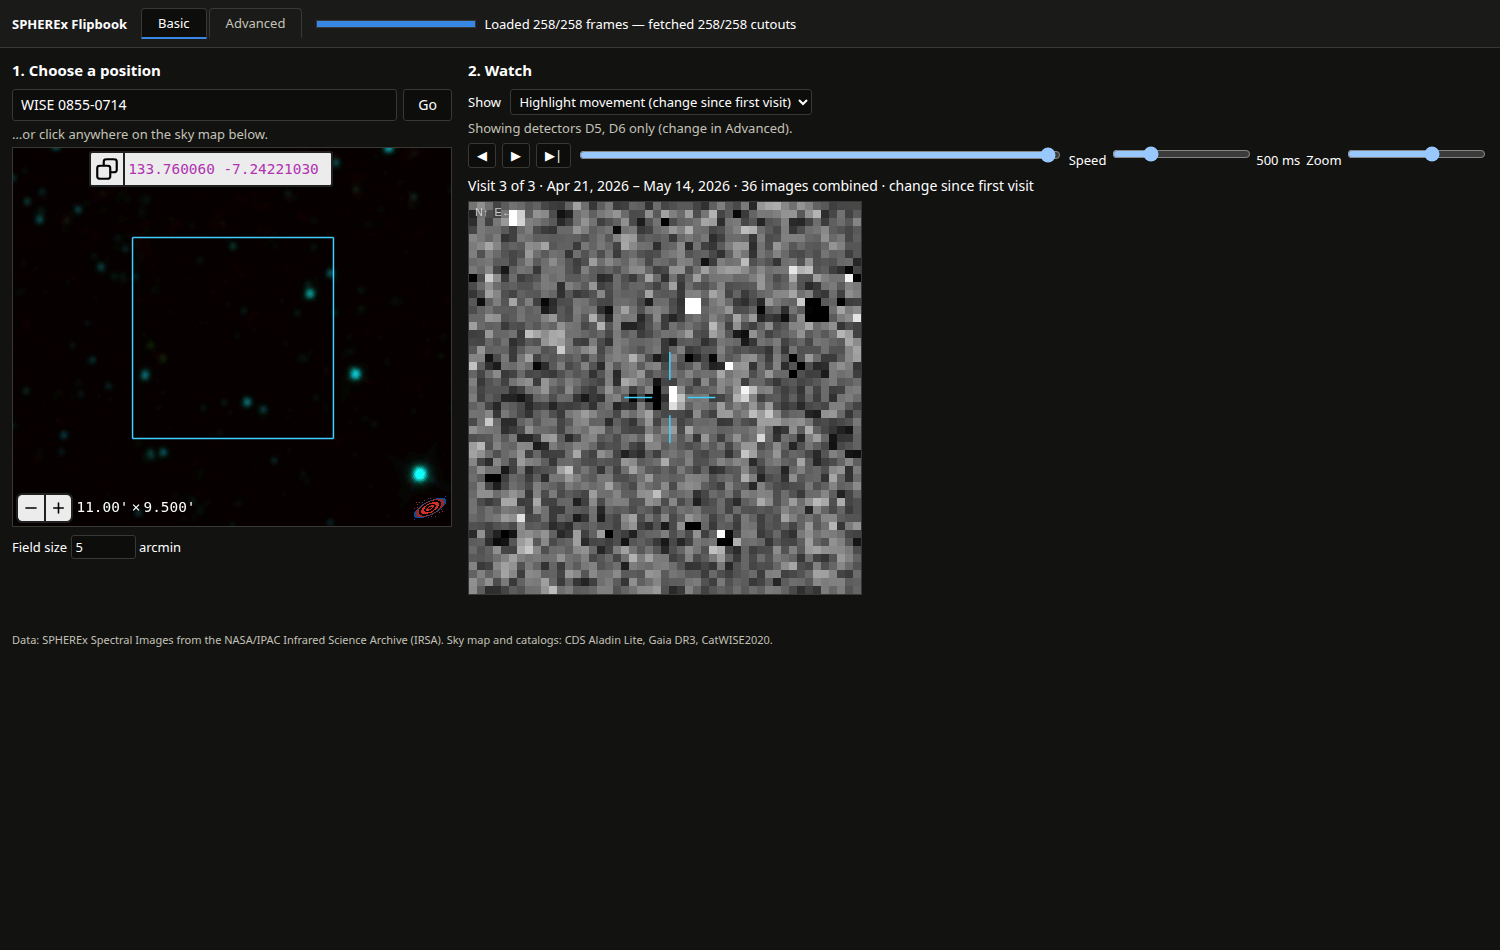 SPHEREx Flipbook
Basic
Advanced
Loaded 258/258 frames — fetched 258/258 cutouts
1. Choose a position
WISE 0855-0714
Go
...or click anywhere on the sky map below.
133.760060 -7.24221030
11.00' × 9.500'
Field size 5 arcmin
2. Watch
Show Highlight movement (change since first visit)
Showing detectors D5, D6 only (change in Advanced).
Speed 500 ms Zoom
Visit 3 of 3 · Apr 21, 2026 – May 14, 2026 · 36 images combined · change since first visit
N↑ E←
Data: SPHEREx Spectral Images from the NASA/IPAC Infrared Science Archive (IRSA). Sky map and catalogs: CDS Aladin Lite, Gaia DR3, CatWISE2020.